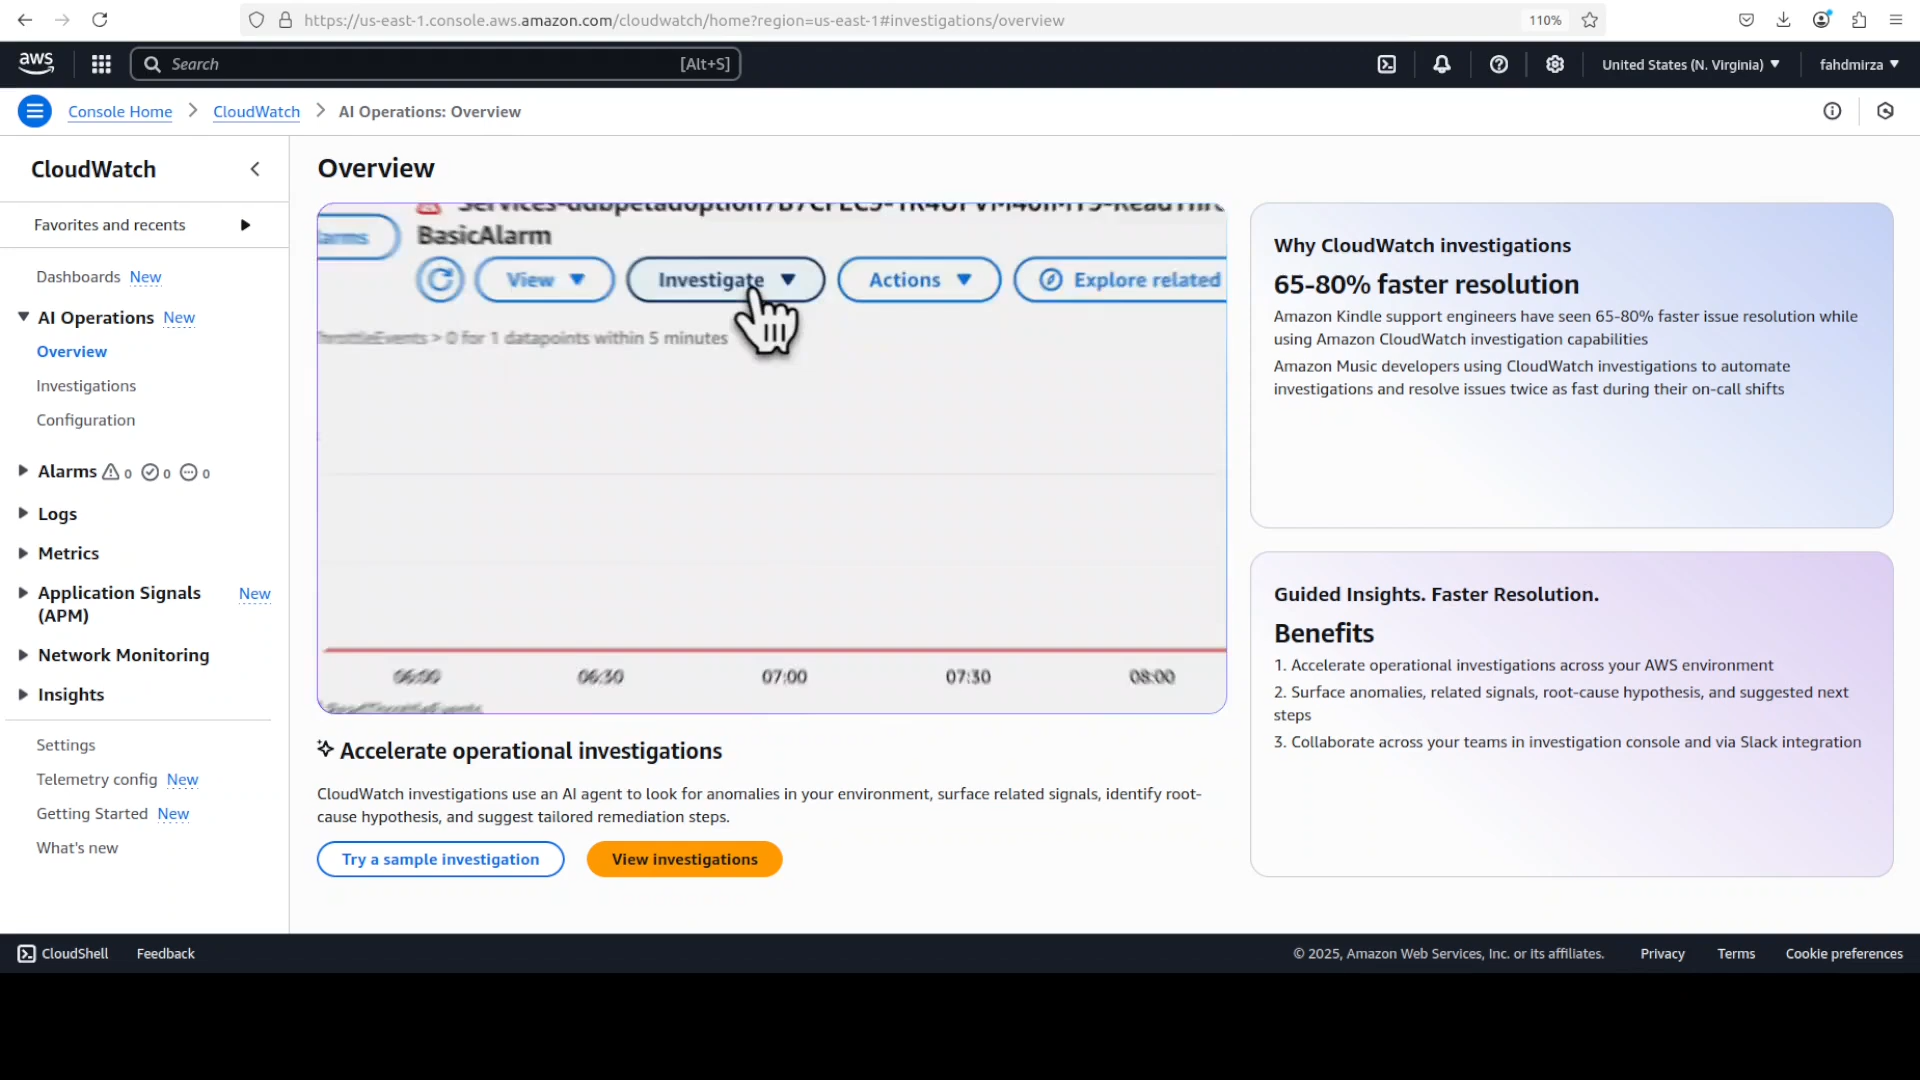 https://us-east-1.console.aws.amazon.com/cloudwatch/home?region=us-east-1#investigations/overview
110%
aws
Search
[Alt+S]
United States (N. Virginia)
fahdmirza
Console Home
CloudWatch
AI Operations: Overview
CloudWatch
Favorites and recents
Dashboards New
AI Operations New
Overview
Investigations
Configuration
Alarms 0 0 0
Logs
Metrics
Application Signals New
(APM)
Network Monitoring
Insights
Settings
Telemetry config New
Getting Started New
What's new
Overview
BasicAlarm
View
Investigate
Actions
Explore related
ThrottleEvents > 0 for 1 datapoints within 5 minutes
06:00
06:30
07:00
07:30
08:00
Accelerate operational investigations
CloudWatch investigations use an AI agent to look for anomalies in your environment, surface related signals, identify root-
cause hypothesis, and suggest tailored remediation steps.
Try a sample investigation
View investigations
Why CloudWatch investigations
65-80% faster resolution
Amazon Kindle support engineers have seen 65-80% faster issue resolution while
using Amazon CloudWatch investigation capabilities
Amazon Music developers using CloudWatch investigations to automate
investigations and resolve issues twice as fast during their on-call shifts
Guided Insights. Faster Resolution.
Benefits
1. Accelerate operational investigations across your AWS environment
2. Surface anomalies, related signals, root-cause hypothesis, and suggested next
steps
3. Collaborate across your teams in investigation console and via Slack integration
CloudShell
Feedback
© 2025, Amazon Web Services, Inc. or its affiliates.
Privacy
Terms
Cookie preferences